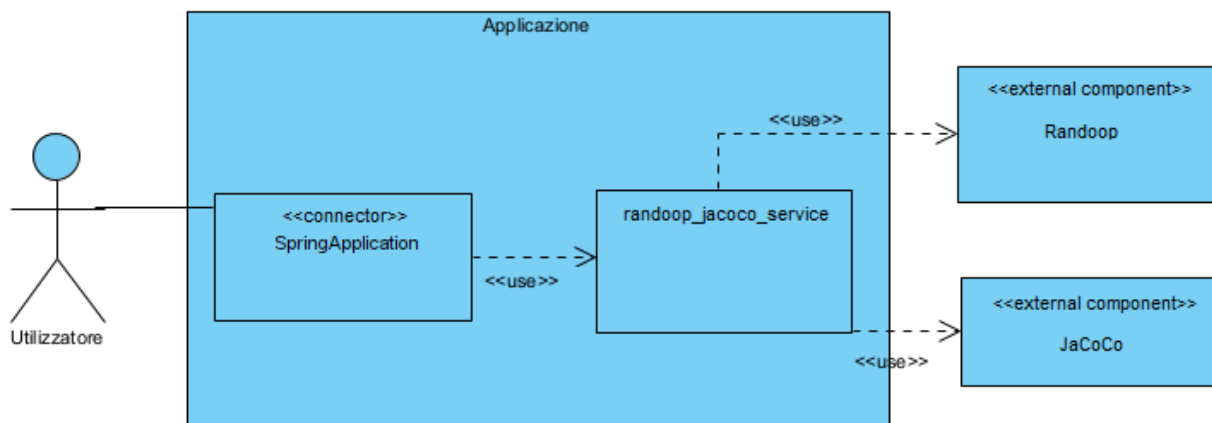 Applicazione
<<external component>>
Randoop
<<use>>
<<connector>>
SpringApplication
randoop_jacoco_service
<<use>>
<<external component>>
JaCoCo
<<use>>
Utilizzatore